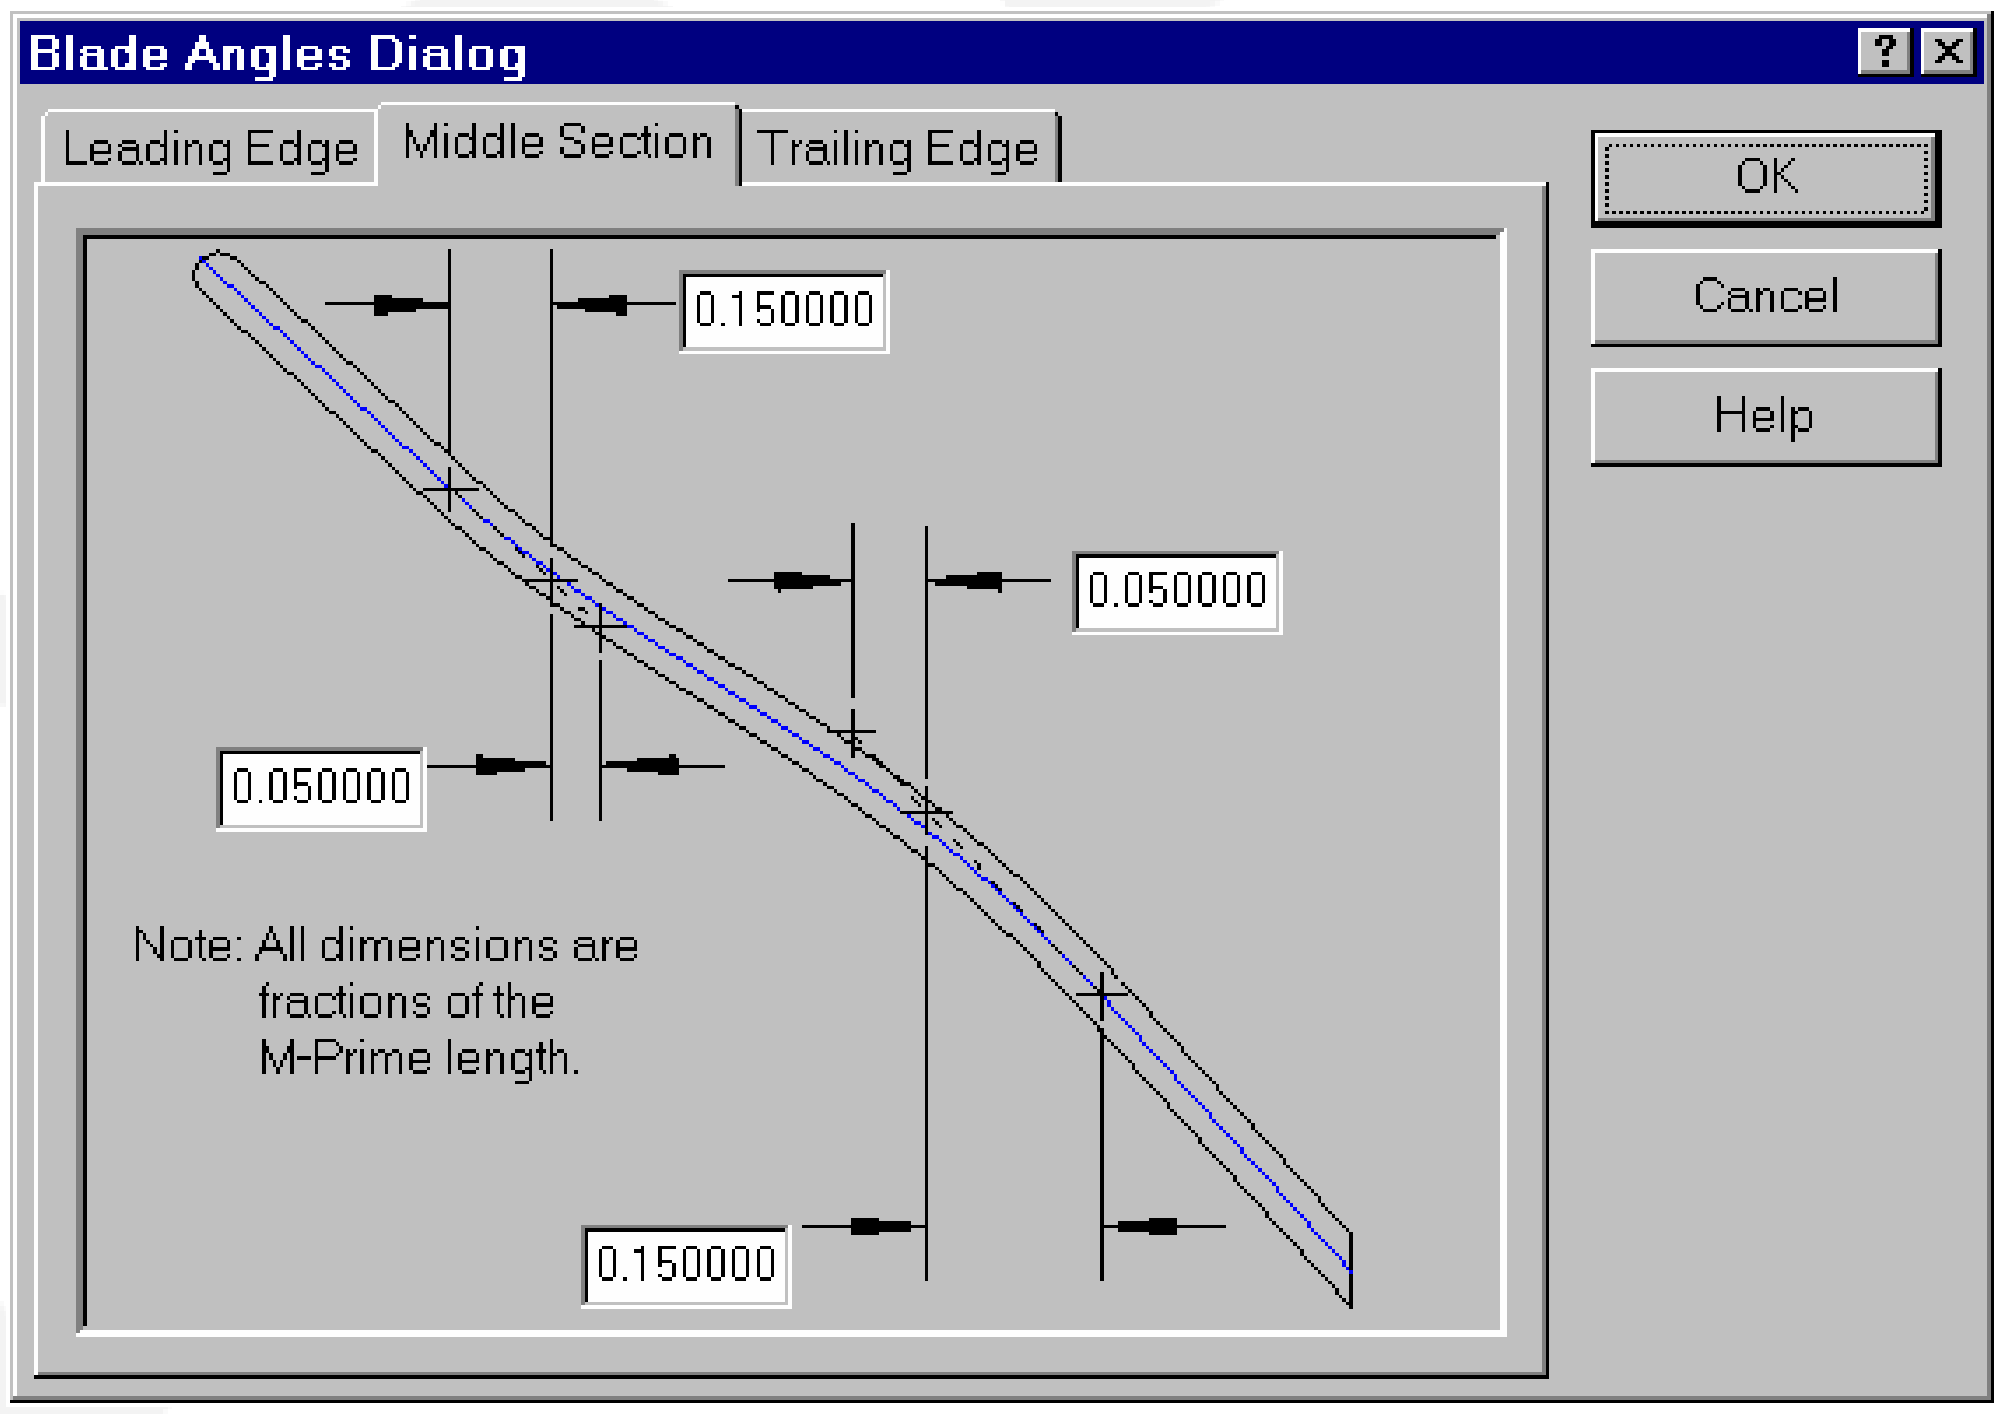 Blade Angles Dialog
Leading Edge
Middle Section
Trailing Edge
OK
Cancel
Help
0.150000
0.050000
0.050000
Note: All dimensions are
fractions of the
M-Prime length.
0.150000